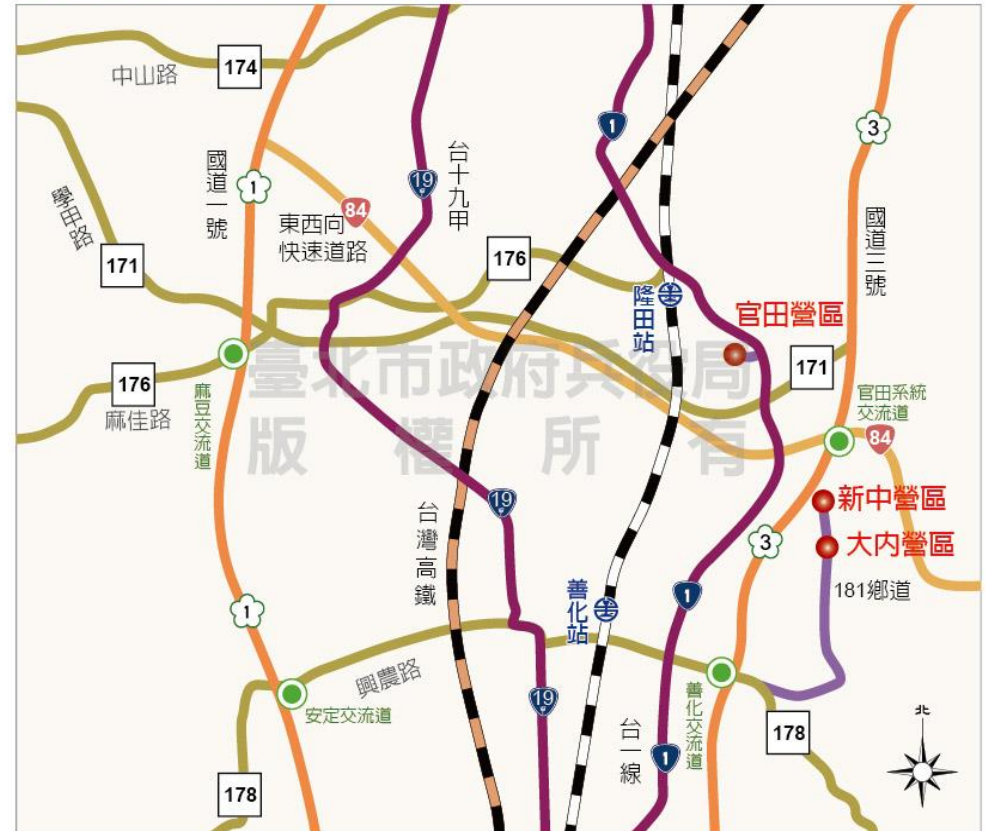 174
中山路
1
3
國道一號
1
19
台十九甲
84
東西向
快速道路
學甲路
171
176
國道三號
隆田站
官田營區
171
176
麻佳路
麻豆交流道
臺北市政府兵役局
版權所有
官田系統
交流道
84
19
新中營區
台灣高鐵
3
大内營區
181鄉道
善化站
1
1
興農路
安定交流道
19
善化交流道
台一線
1
178
178
北